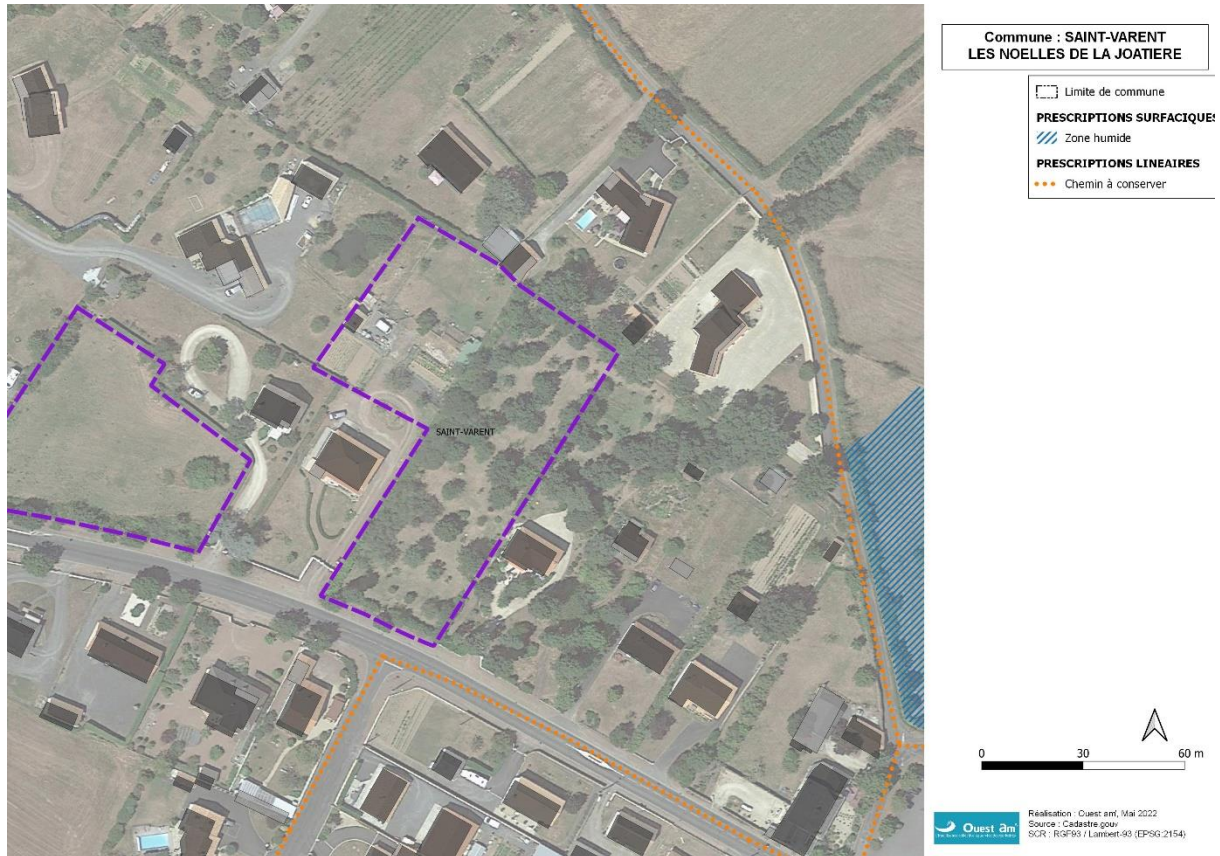 Commune : SAINT-VARENT
LES NOELLES DE LA JOATIERE
Limite de commune
PRESCRIPTIONS SURFACIQUES
Zone humide
PRESCRIPTIONS LINEAIRES
Chemin à conserver
SAINT-VARENT
0 30 60 m
Ouest am'
Réalisation : Ouest am', Mai 2022
Source : Cadastre.gouv
SCR : RGF93 / Lambert-93 (EPSG:2154)